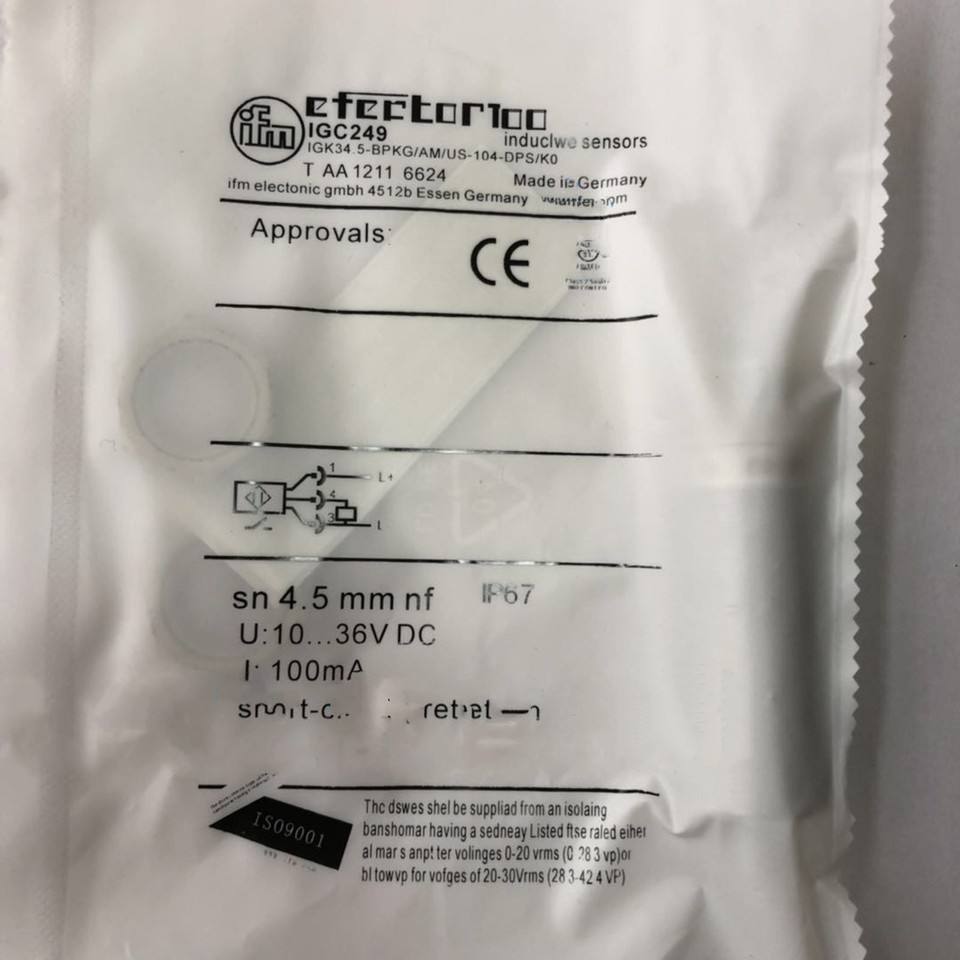 ifm
efector100
IGC249
inducIwe sensors
IGK34.5-BPKG/AM/US-104-DPS/K0
T AA 1211 6624
Made in Germany
ifm electonic gmbh 4512b Essen Germany
Approvals:
CE
1
L+
4
3
L
sn 4.5 mm nf IP67
U:10...36V DC
I: 100mA
ISO9001
Thc dswes shel be suppliad from an isolaing
banshomar having a sedneay Listed ftse raled eiher
al mar s anpt ter volinges 0-20 vrms (0 28 3 vp)or
bl towvp for vofges of 20-30Vrms (28 3-42 4 VP)